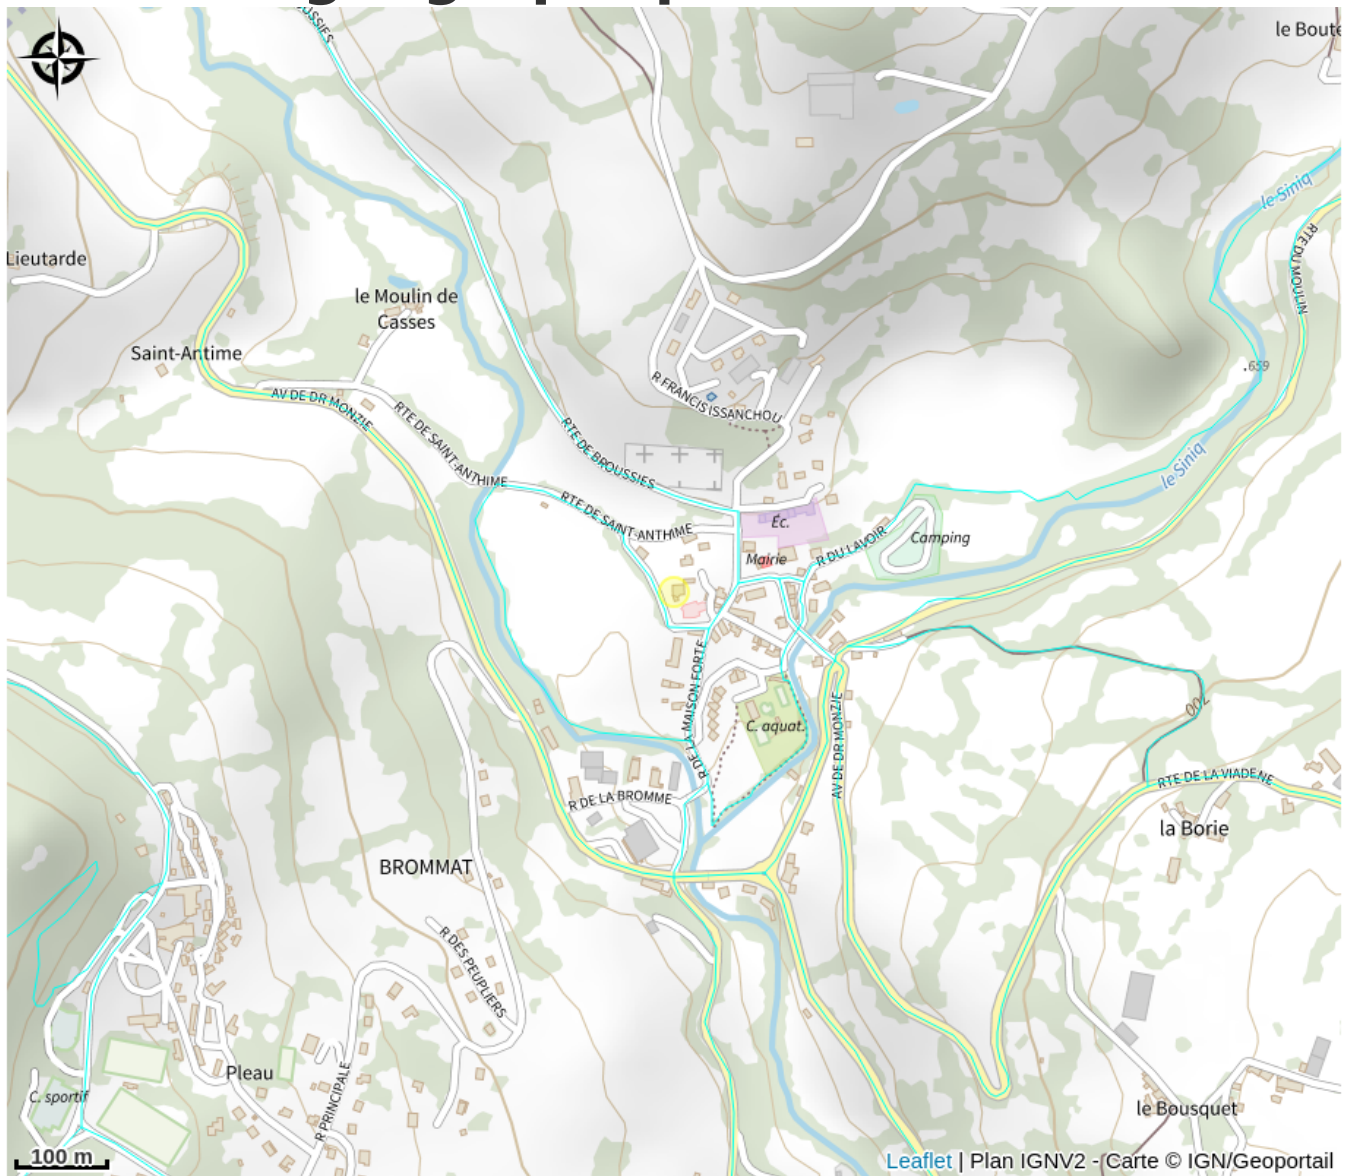 le Boute
le Siniq
RTE DU MOULIN
Lieutarde
le Moulin de
Casses
Saint-Antime
.659
AV DE DR MONZIE
R FRANCIS ISSANCHOU
RTE DE SAINT-ANTHIME
RTE DE BROUSSIES
le Siniq
RTE DE SAINT-ANTHIME
Éc.
Camping
R DU LAVOIR
Mairie
R DE LA MAISON FORTE
700
C. aquat.
AV DE DR MONZIE
RTE DE LA VIADENE
R DE LA BROMME
la Borie
BROMMAT
R DES PEUPLIERS
Pleau
C. sportif
R PRINCIPALE
le Bousquet
100 m
Leaflet | Plan IGNV2 - Carte © IGN/Geoportail